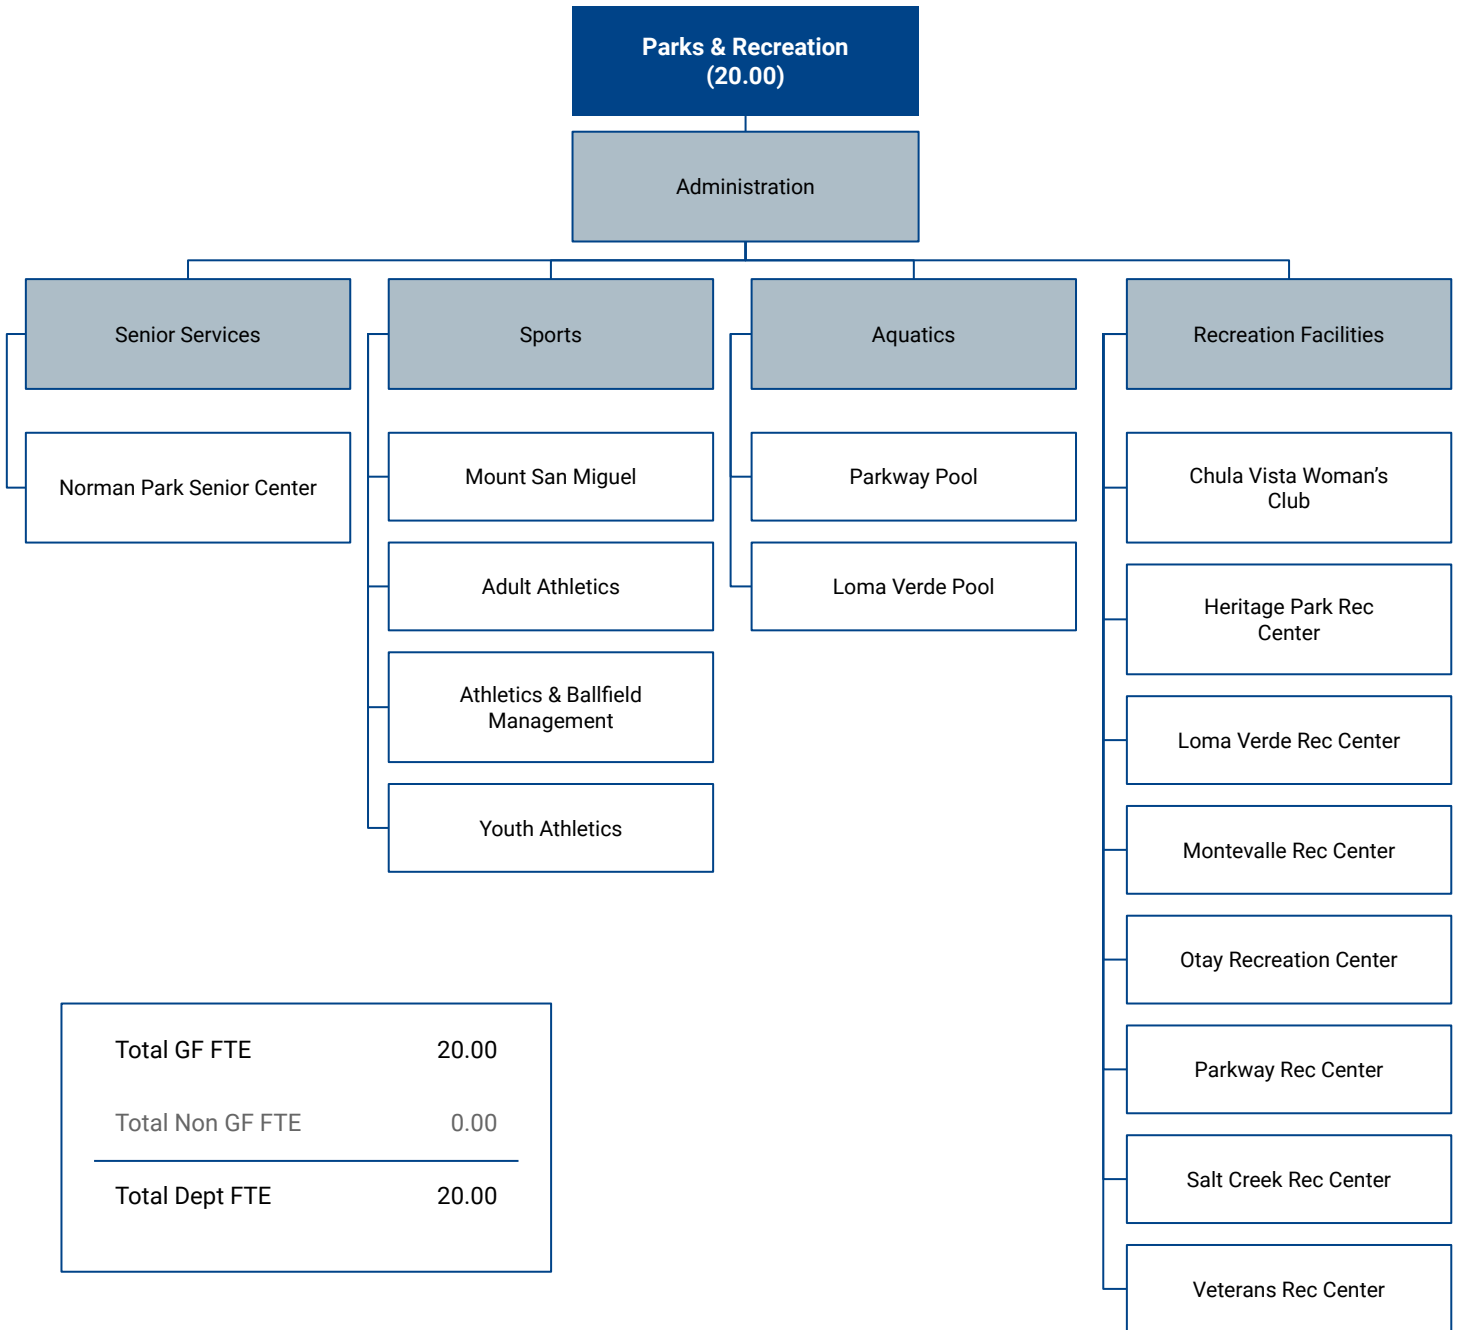 Parks & Recreation
(20.00)
Administration
Senior Services
Norman Park Senior Center
Sports
Mount San Miguel
Adult Athletics
Athletics & Ballfield
Management
Youth Athletics
Aquatics
Parkway Pool
Loma Verde Pool
Recreation Facilities
Chula Vista Woman’s
Club
Heritage Park Rec
Center
Loma Verde Rec Center
Montevalle Rec Center
Otay Recreation Center
Parkway Rec Center
Salt Creek Rec Center
Veterans Rec Center
Total GF FTE 20.00
Total Non GF FTE 0.00
Total Dept FTE 20.00